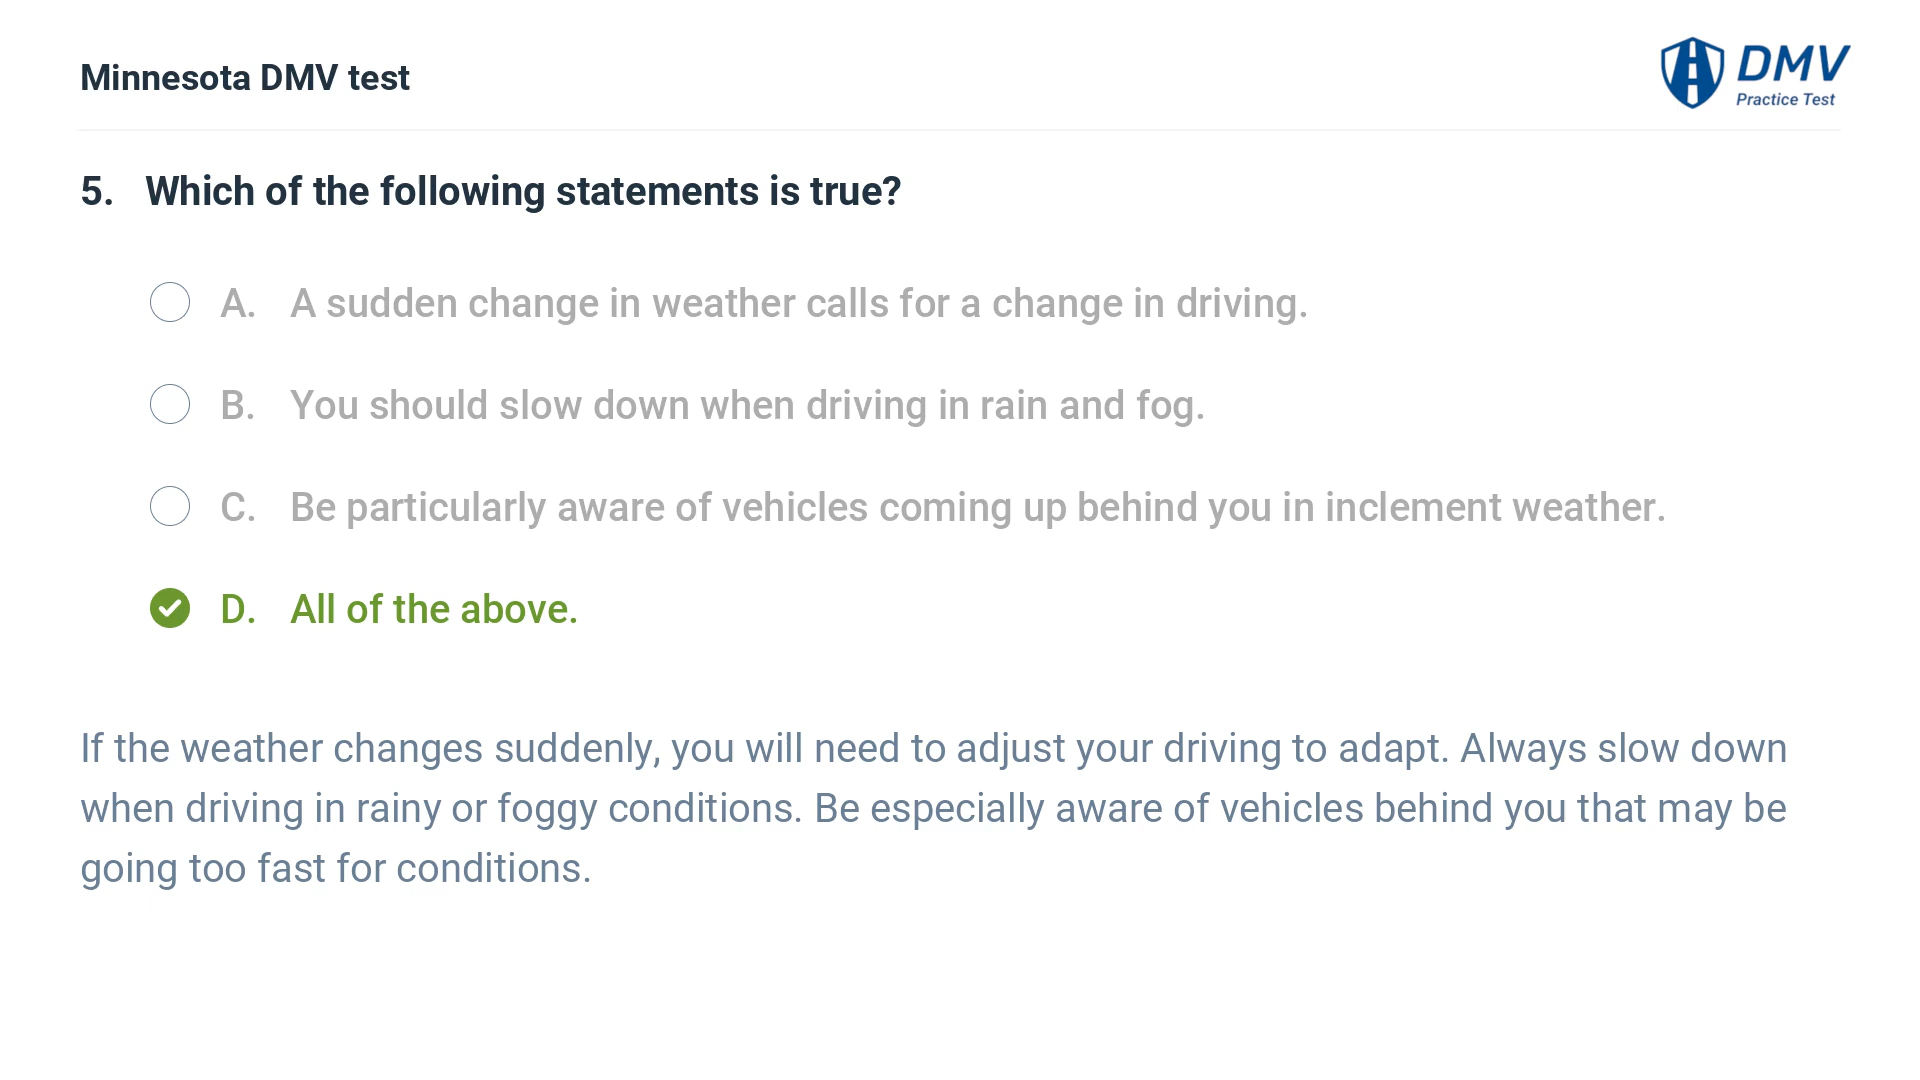 Minnesota DMV test
DMV
Practice Test
5. Which of the following statements is true?
A. A sudden change in weather calls for a change in driving.
B. You should slow down when driving in rain and fog.
C. Be particularly aware of vehicles coming up behind you in inclement weather.
D. All of the above.
If the weather changes suddenly, you will need to adjust your driving to adapt. Always slow down
when driving in rainy or foggy conditions. Be especially aware of vehicles behind you that may be
going too fast for conditions.